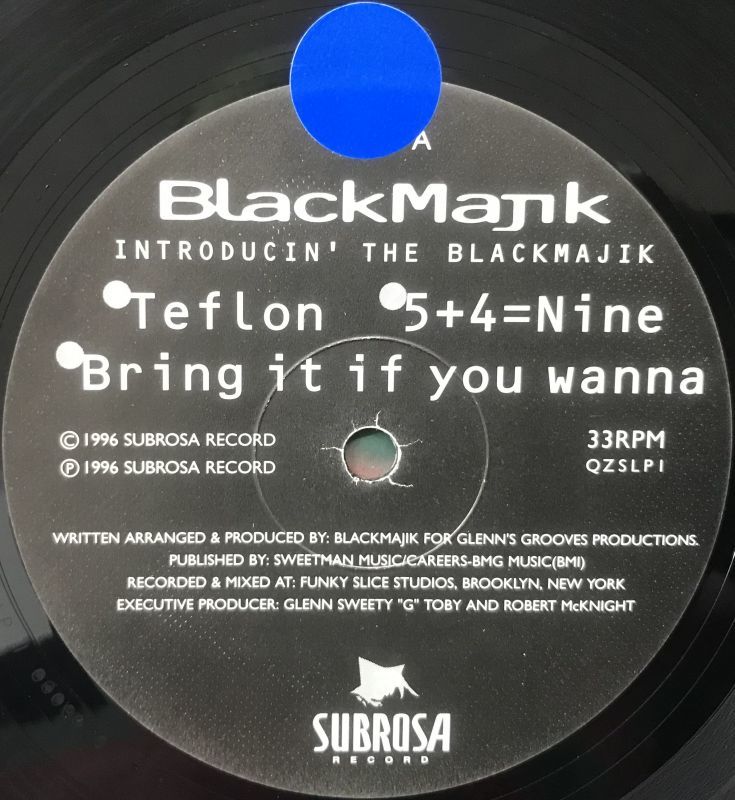 A
BlackMajik
INTRODUCIN' THE BLACKMAJIK
Teflon 5+4=Nine
Bring it if you wanna
© 1996 SUBROSA RECORD 33RPM
℗ 1996 SUBROSA RECORD QZSLP1
WRITTEN ARRANGED & PRODUCED BY: BLACKMAJIK FOR GLENN'S GROOVES PRODUCTIONS.
PUBLISHED BY: SWEETMAN MUSIC/CAREERS-BMG MUSIC(BMI)
RECORDED & MIXED AT: FUNKY SLICE STUDIOS, BROOKLYN, NEW YORK
EXECUTIVE PRODUCER: GLENN SWEETY "G" TOBY AND ROBERT McKNIGHT
SUBROSA
RECORD